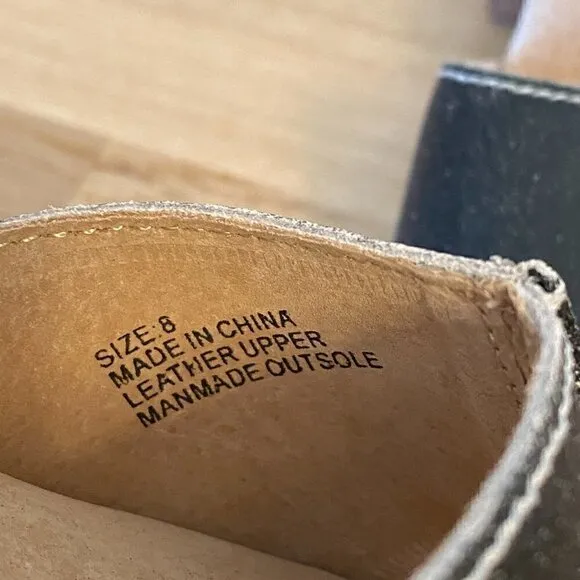 SIZE:8
MADE IN CHINA
LEATHER UPPER
MANMADE OUTSOLE